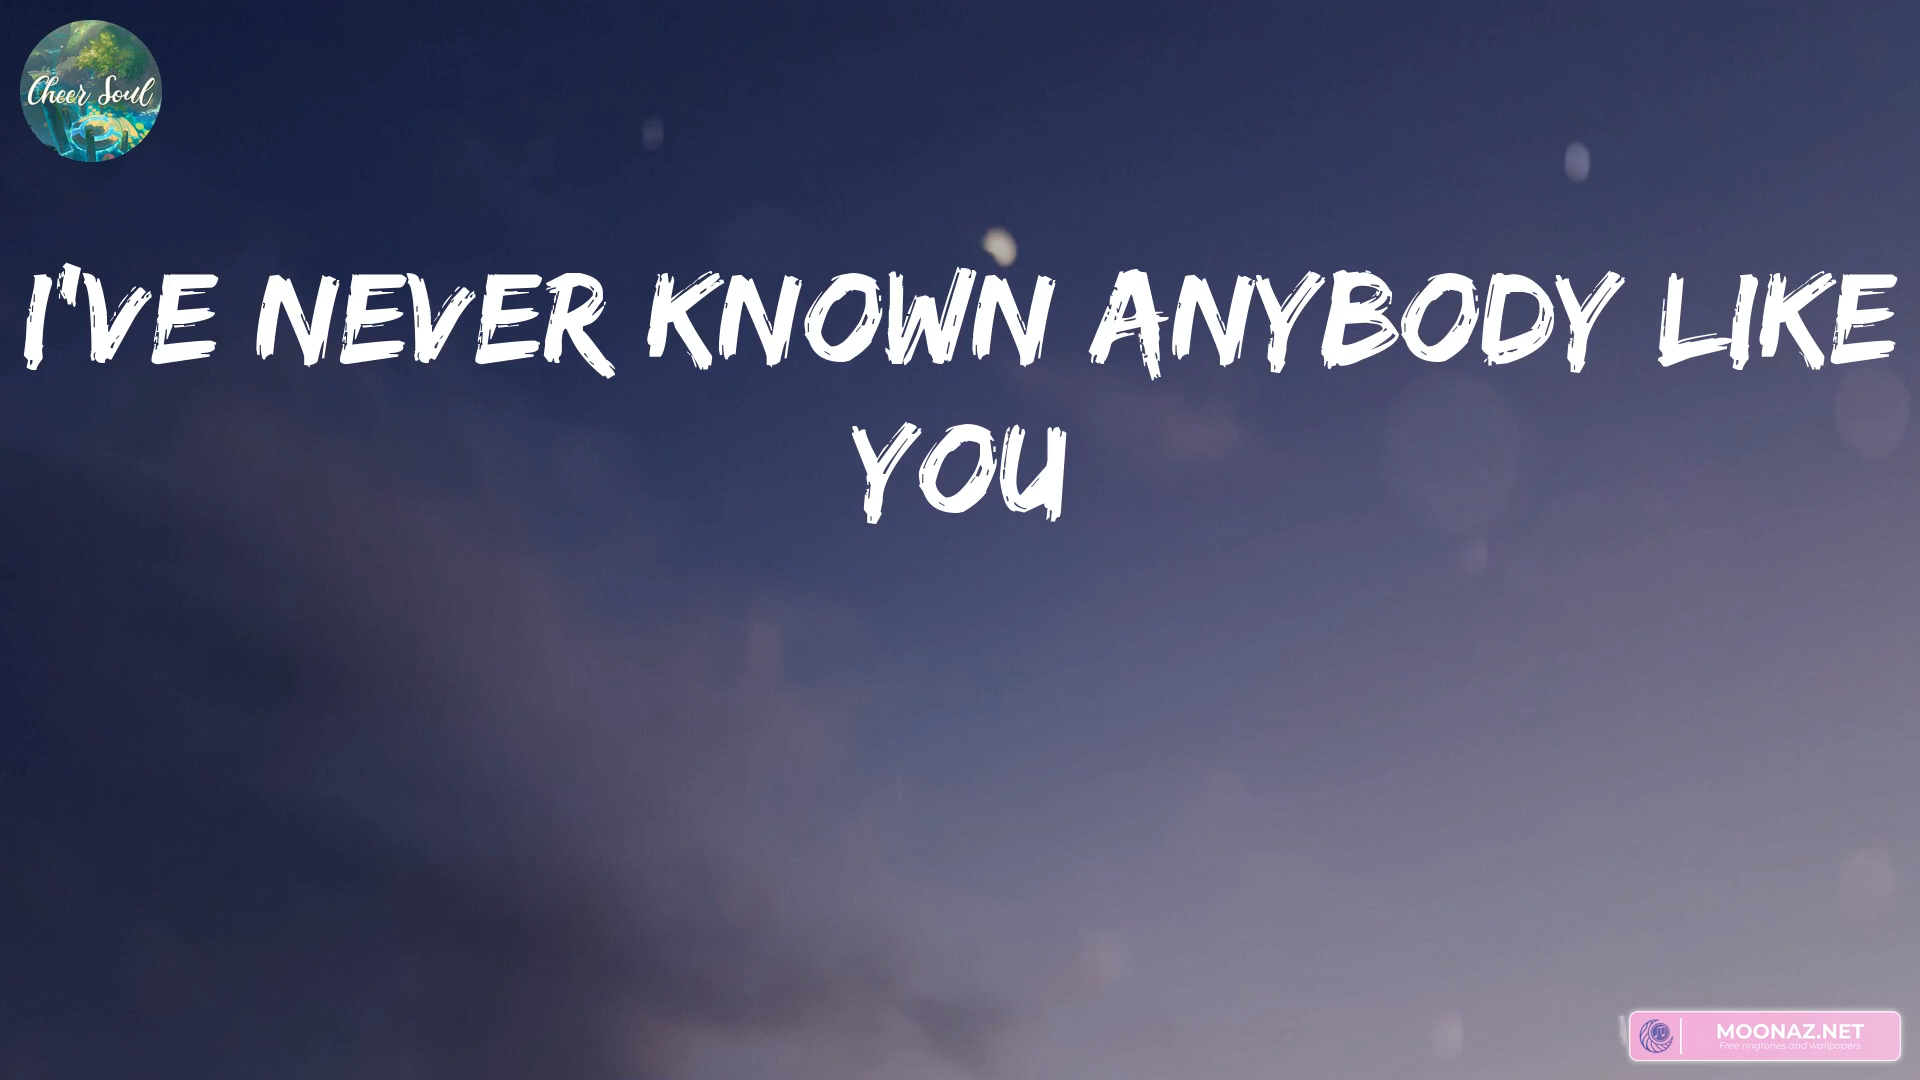 Cheer Soul
I'VE NEVER KNOWN ANYBODY LIKE
YOU
MOONAZ.NET
Free ringtones and wallpapers